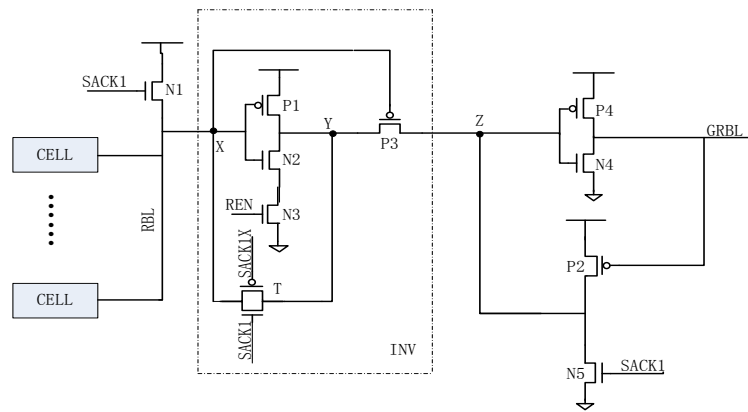 SACK1
N1
CELL
CELL
RBL
X
P1
N2
REN
N3
SACK1X
SACK1
T
Y
P3
INV
Z
P4
N4
GRBL
P2
N5
SACK1